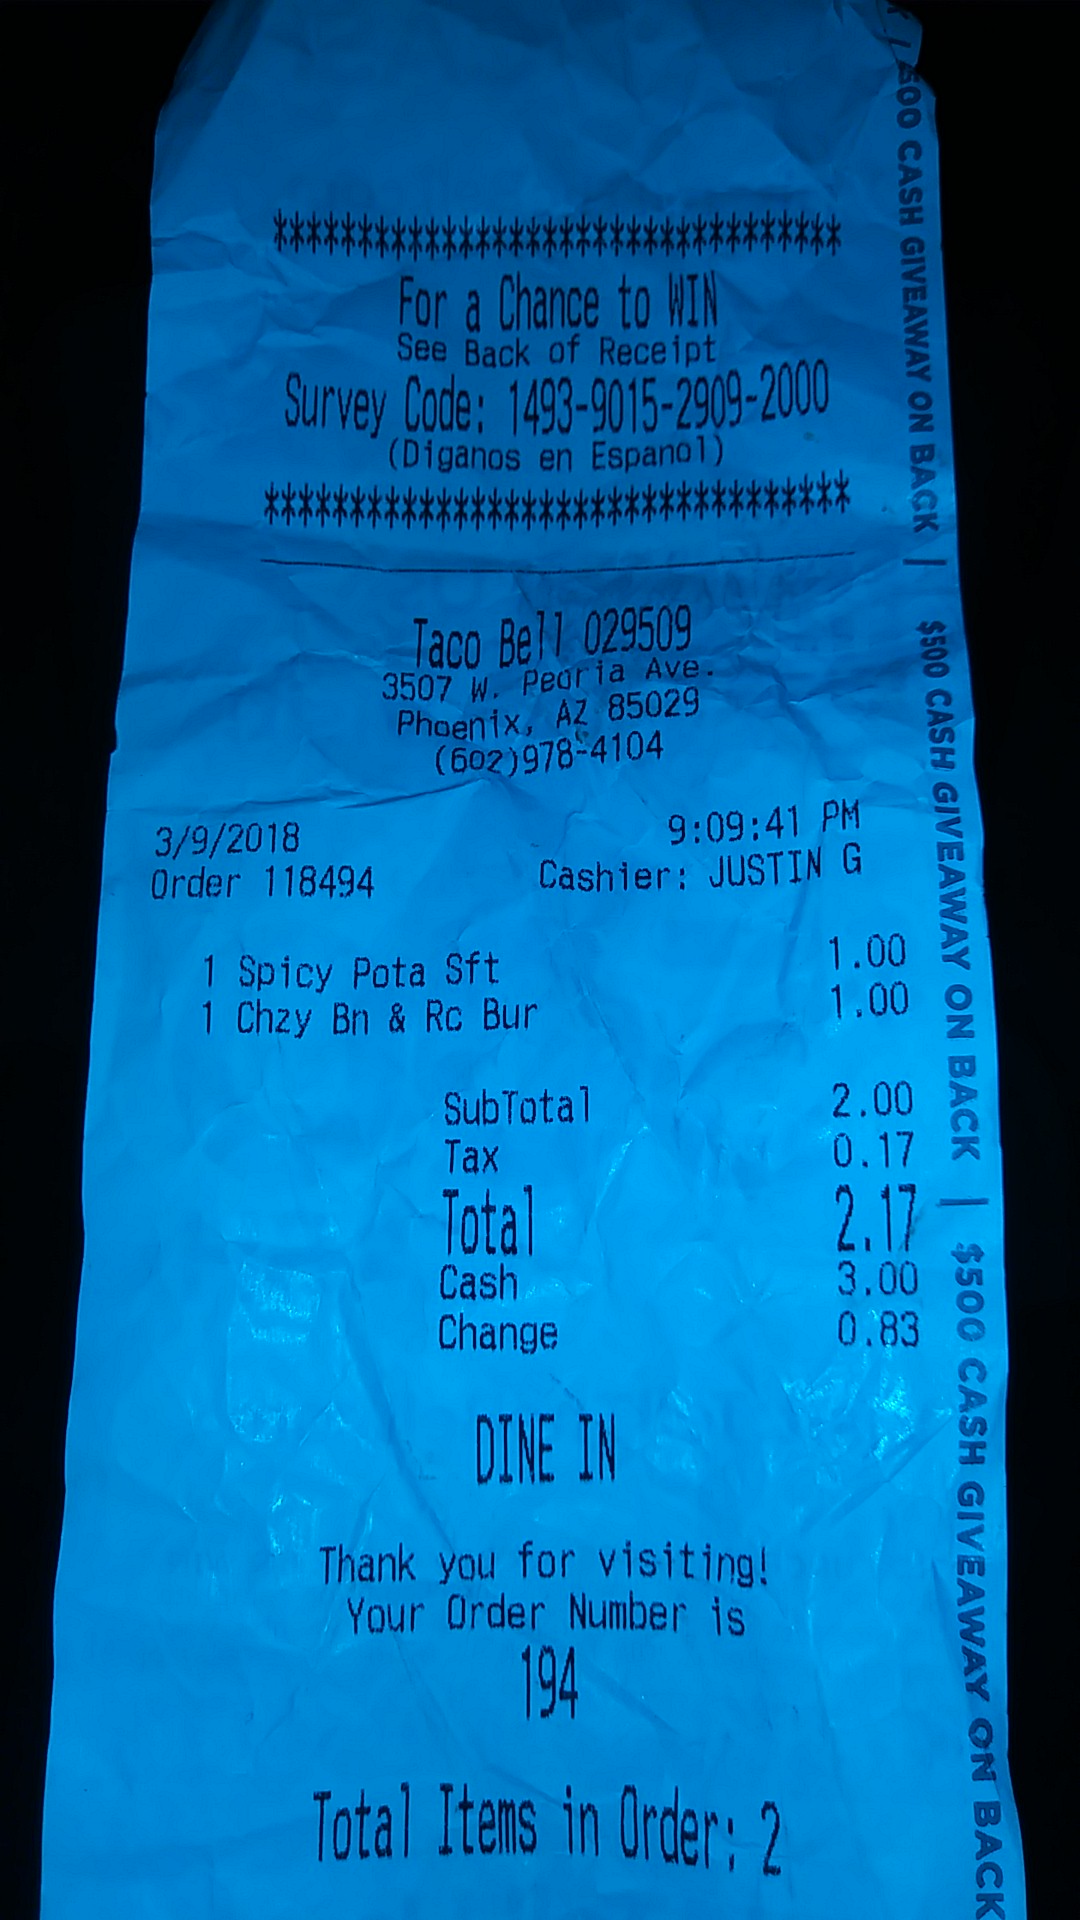 *********************************
For a Chance to WIN
See Back of Receipt
Survey Code: 1493-9015-2909-2000
(Diganos en Espanol)
**********************************
Taco Bell 029509
3507 W. Peoria Ave.
Phoenix, AZ 85029
(602)978-4104
3/9/2018 9:09:41 PM
Order 118494 Cashier: JUSTIN G
1 Spicy Pota Sft 1.00
1 Chzy Bn & Rc Bur 1.00
SubTotal 2.00
Tax 0.17
Total 2.17
Cash 3.00
Change 0.83
DINE IN
Thank you for visiting!
Your Order Number is
194
Total Items in Order: 2
| $500 CASH GIVEAWAY ON BACK | $500 CASH GIVEAWAY ON BACK | $500 CASH GIVEAWAY ON BACK